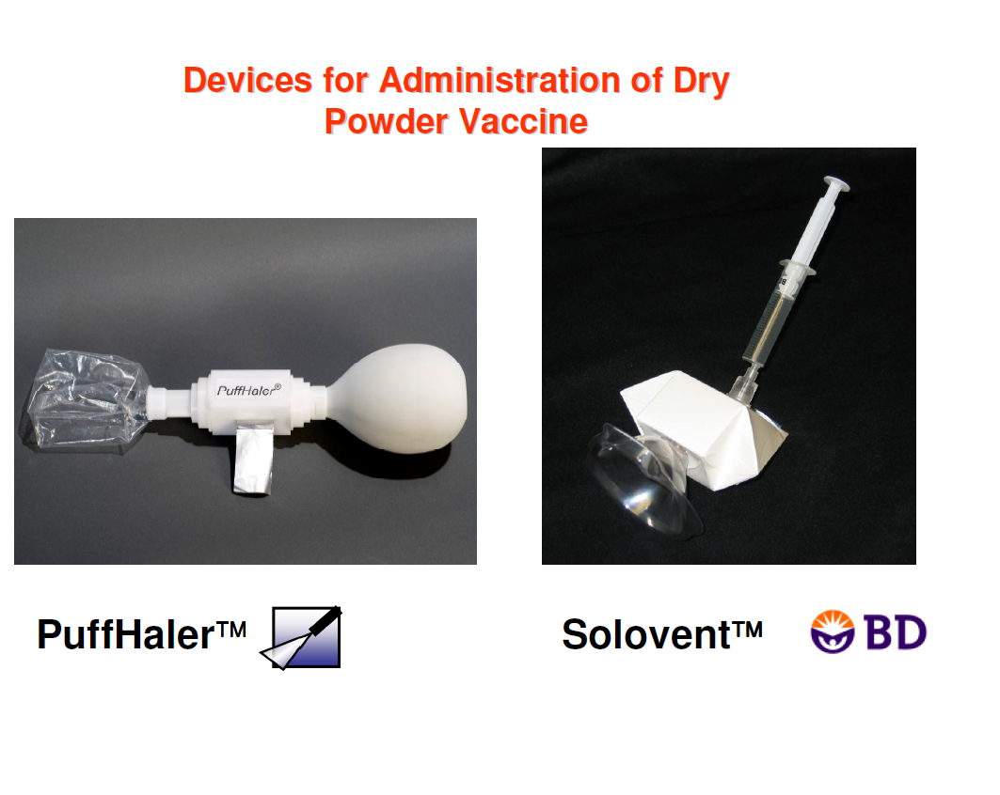 Devices for Administration of Dry
Powder Vaccine
PuffHaler®
PuffHaler™
Solovent™
BD